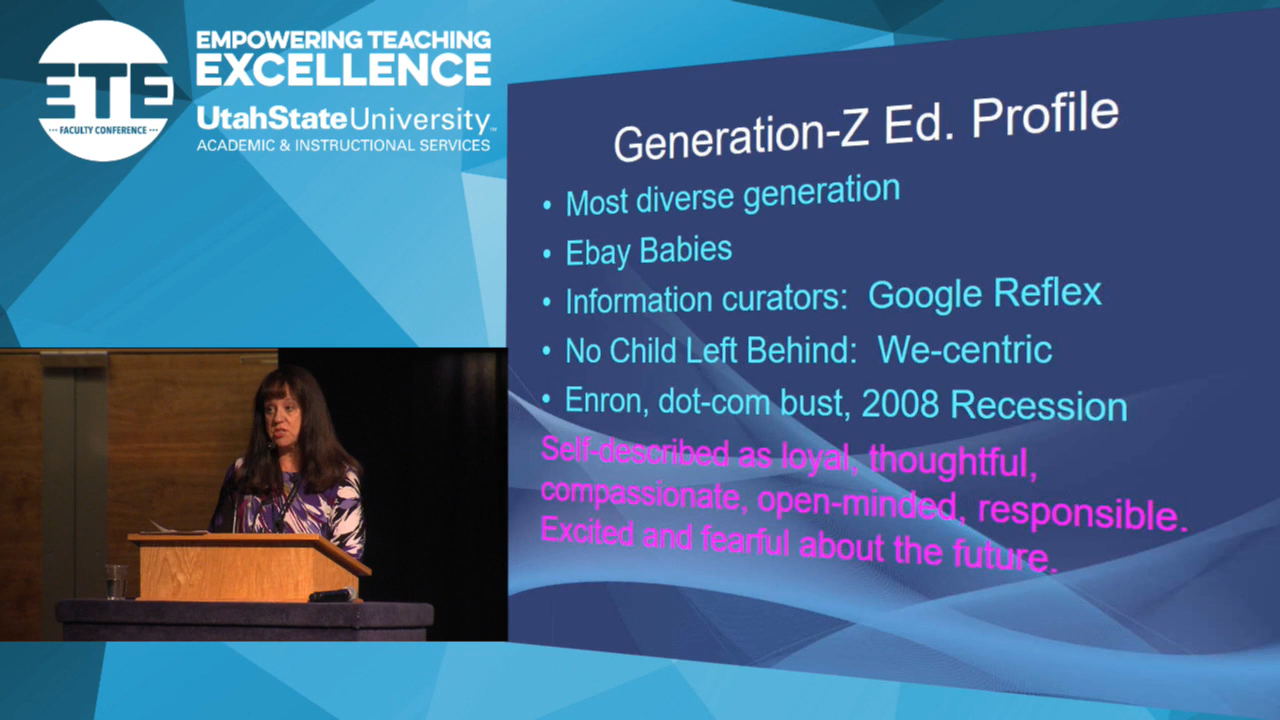 ETE
FACULTY CONFERENCE
EMPOWERING TEACHING
EXCELLENCE
UtahStateUniversity™
ACADEMIC & INSTRUCTIONAL SERVICES
Generation-Z Ed. Profile
• Most diverse generation
• Ebay Babies
• Information curators: Google Reflex
• No Child Left Behind: We-centric
• Enron, dot-com bust, 2008 Recession
Self-described as loyal, thoughtful,
compassionate, open-minded, responsible.
Excited and fearful about the future.